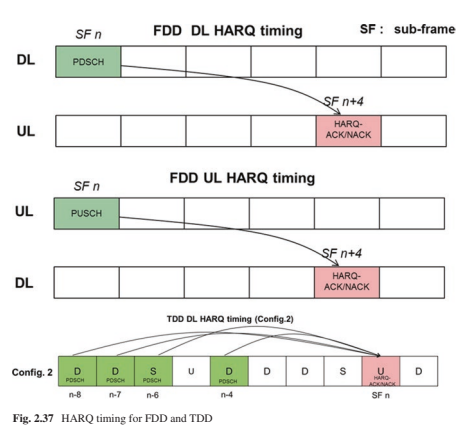 FDD DL HARQ timing
SF : sub-frame
SF n
DL
PDSCH
SF n+4
UL
HARQ-
ACK/NACK
FDD UL HARQ timing
SF n
UL
PUSCH
SF n+4
DL
HARQ-
ACK/NACK
TDD DL HARQ timing (Config.2)
Config. 2
D D S U D D D S U D
PDSCH PDSCH PDSCH PDSCH HARQ-
ACK/NACK
n-8 n-7 n-6 n-4 SF n
Fig. 2.37 HARQ timing for FDD and TDD